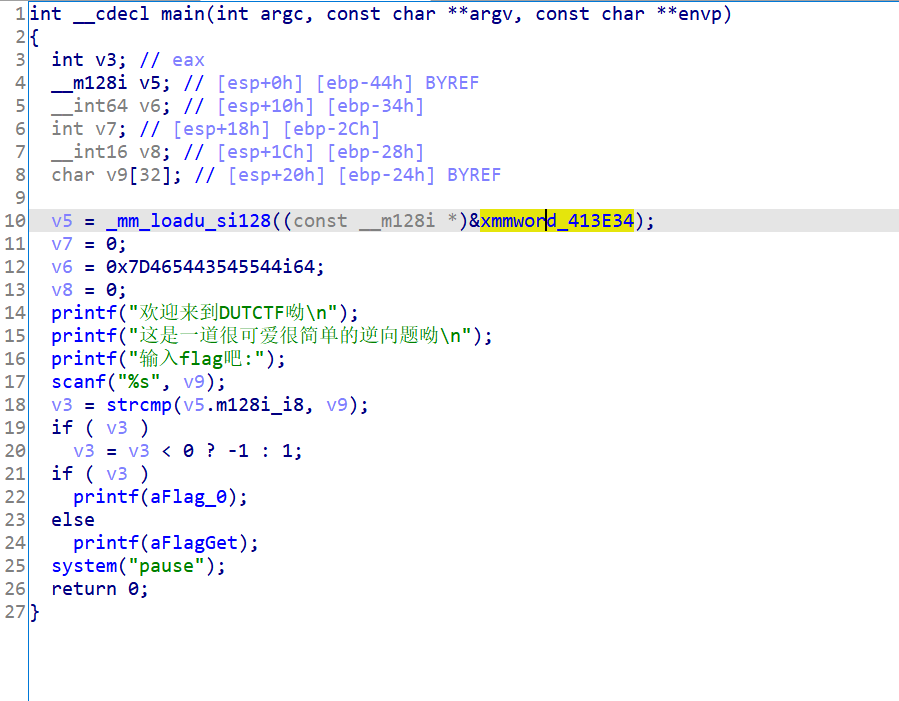 1 int __cdecl main(int argc, const char **argv, const char **envp)
2 {
3   int v3; // eax
4   __m128i v5; // [esp+0h] [ebp-44h] BYREF
5   __int64 v6; // [esp+10h] [ebp-34h]
6   int v7; // [esp+18h] [ebp-2Ch]
7   __int16 v8; // [esp+1Ch] [ebp-28h]
8   char v9[32]; // [esp+20h] [ebp-24h] BYREF
9
10   v5 = _mm_loadu_si128((const __m128i *)&xmmword_413E34);
11   v7 = 0;
12   v6 = 0x7D465443545544i64;
13   v8 = 0;
14   printf("欢迎来到DUTCTF呦\n");
15   printf("这是一道很可爱很简单的逆向题呦\n");
16   printf("输入flag吧:");
17   scanf("%s", v9);
18   v3 = strcmp(v5.m128i_i8, v9);
19   if ( v3 )
20     v3 = v3 < 0 ? -1 : 1;
21   if ( v3 )
22     printf(aFlag_0);
23   else
24     printf(aFlagGet);
25   system("pause");
26   return 0;
27 }